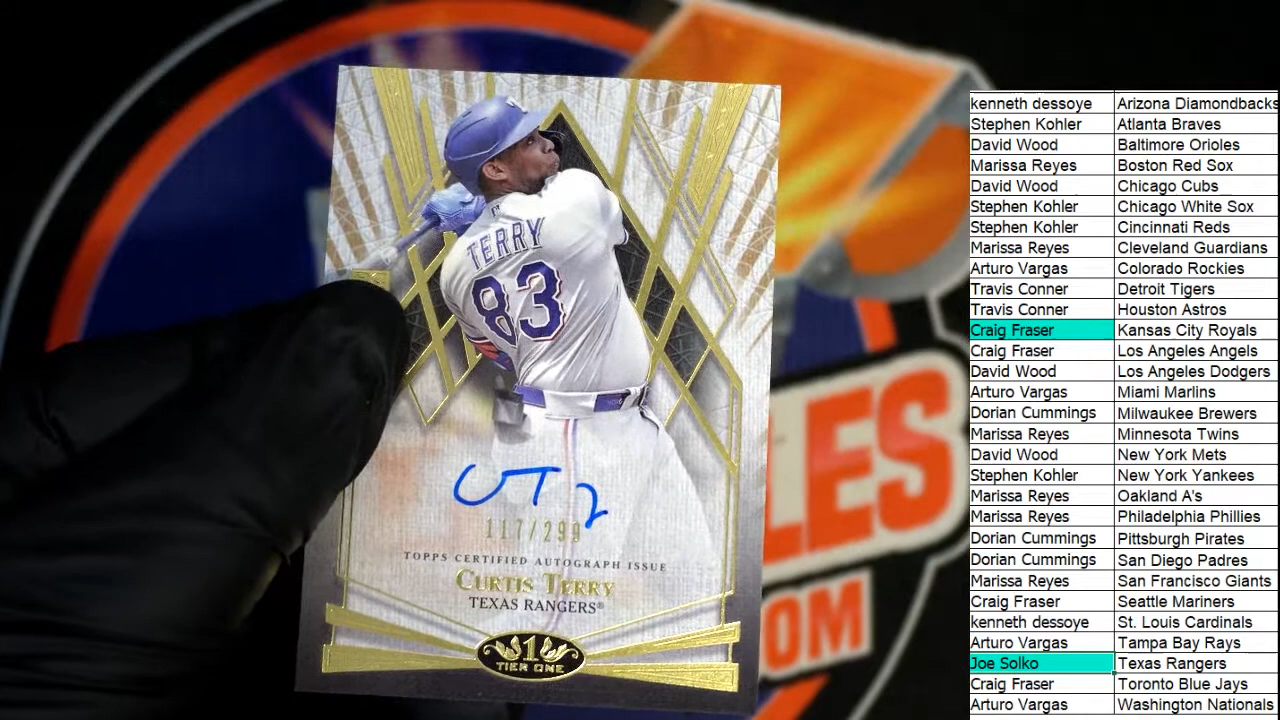 TERRY
83
117/299
TOPPS CERTIFIED AUTOGRAPH ISSUE
CURTIS TERRY
TEXAS RANGERS®
1
TIER ONE
LES
OM
kenneth dessoye Arizona Diamondbacks
Stephen Kohler Atlanta Braves
David Wood Baltimore Orioles
Marissa Reyes Boston Red Sox
David Wood Chicago Cubs
Stephen Kohler Chicago White Sox
Stephen Kohler Cincinnati Reds
Marissa Reyes Cleveland Guardians
Arturo Vargas Colorado Rockies
Travis Conner Detroit Tigers
Travis Conner Houston Astros
Craig Fraser Kansas City Royals
Craig Fraser Los Angeles Angels
David Wood Los Angeles Dodgers
Arturo Vargas Miami Marlins
Dorian Cummings Milwaukee Brewers
Marissa Reyes Minnesota Twins
David Wood New York Mets
Stephen Kohler New York Yankees
Marissa Reyes Oakland A's
Marissa Reyes Philadelphia Phillies
Dorian Cummings Pittsburgh Pirates
Dorian Cummings San Diego Padres
Marissa Reyes San Francisco Giants
Craig Fraser Seattle Mariners
kenneth dessoye St. Louis Cardinals
Arturo Vargas Tampa Bay Rays
Joe Solko Texas Rangers
Craig Fraser Toronto Blue Jays
Arturo Vargas Washington Nationals